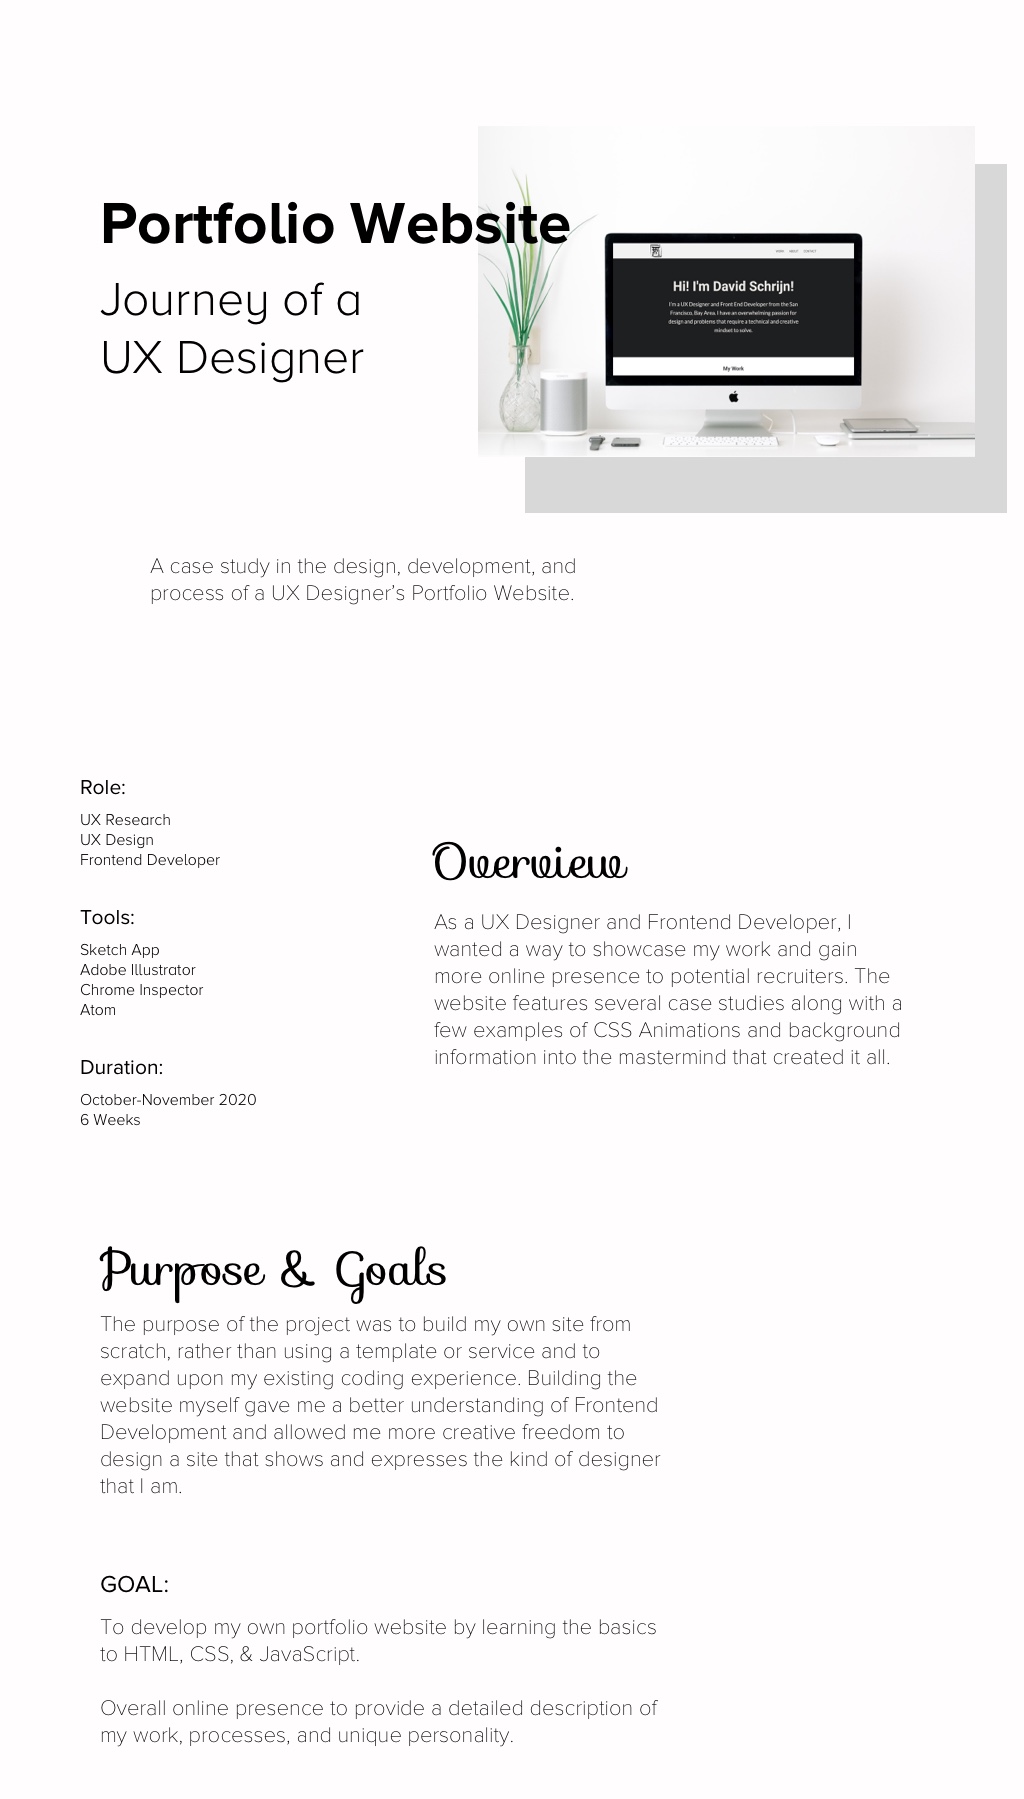 Portfolio Website
Journey of a
UX Designer
HOME ABOUT CONTACT
Hi! I'm David Schrijn!
I'm a UX Designer and Front End Developer from the San
Francisco, Bay Area. I have an overwhelming passion for
design and problems that require a technical and creative
mindset to solve.
My Work
A case study in the design, development, and
process of a UX Designer’s Portfolio Website.
Role:
UX Research
UX Design
Frontend Developer
Tools:
Sketch App
Adobe Illustrator
Chrome Inspector
Atom
Duration:
October-November 2020
6 Weeks
Overview
As a UX Designer and Frontend Developer, I
wanted a way to showcase my work and gain
more online presence to potential recruiters. The
website features several case studies along with a
few examples of CSS Animations and background
information into the mastermind that created it all.
Purpose & Goals
The purpose of the project was to build my own site from
scratch, rather than using a template or service and to
expand upon my existing coding experience. Building the
website myself gave me a better understanding of Frontend
Development and allowed me more creative freedom to
design a site that shows and expresses the kind of designer
that I am.
GOAL:
To develop my own portfolio website by learning the basics
to HTML, CSS, & JavaScript.
Overall online presence to provide a detailed description of
my work, processes, and unique personality.